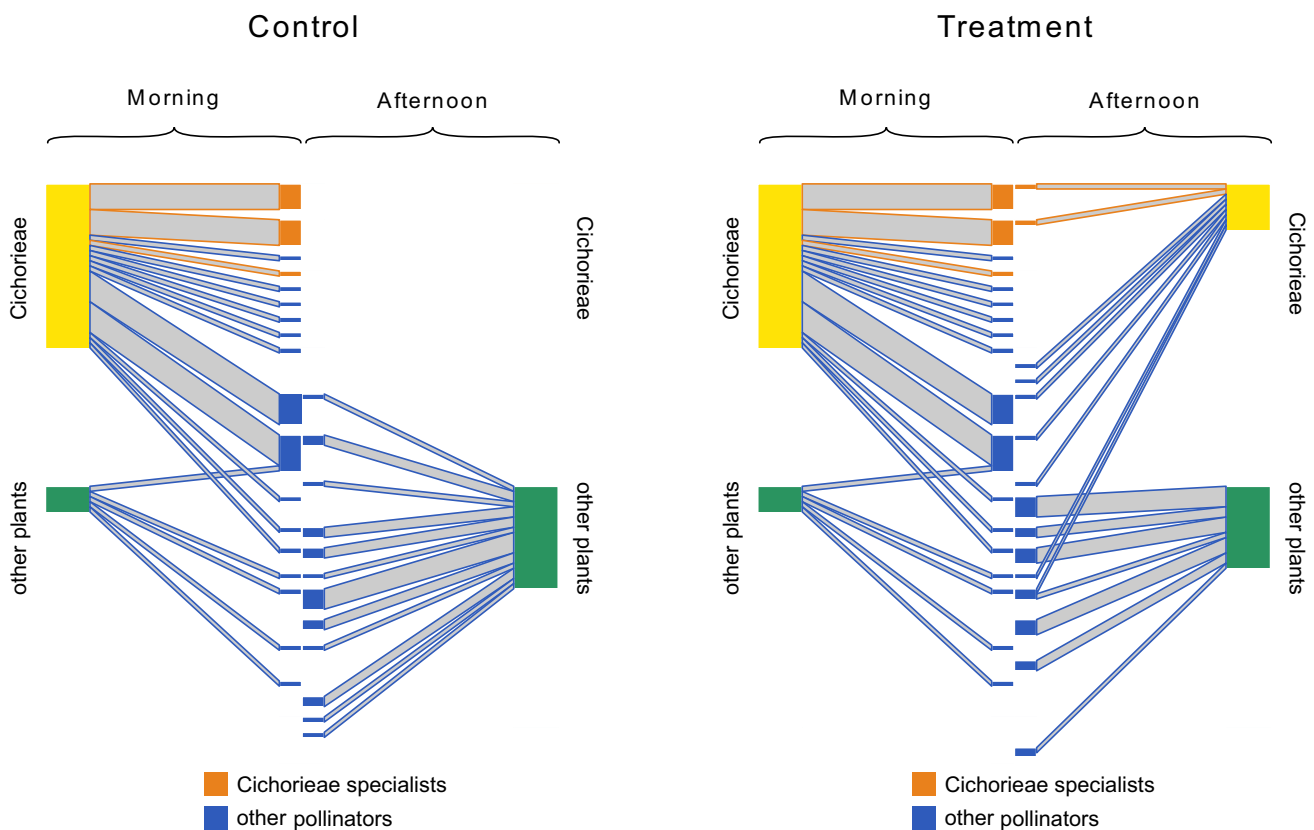 Control
Treatment
Morning
Afternoon
Morning
Afternoon
Cichorieae
Cichorieae
Cichorieae
Cichorieae
other plants
other plants
other plants
other plants
Cichorieae specialists
other pollinators
Cichorieae specialists
other pollinators